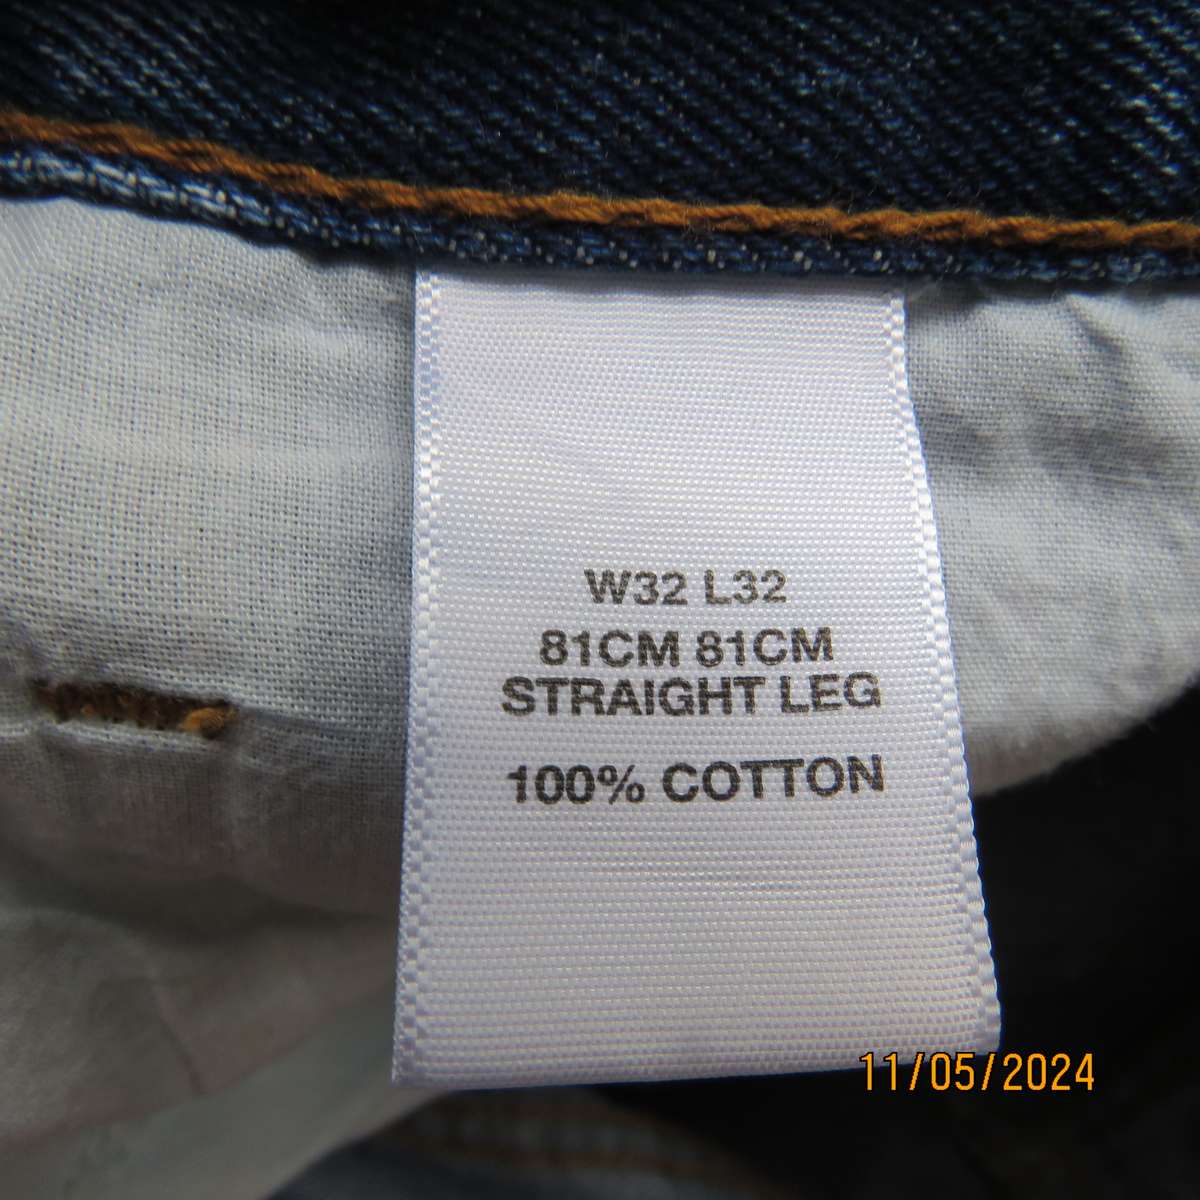 W32 L32
81CM 81CM
STRAIGHT LEG
100% COTTON
11/05/2024